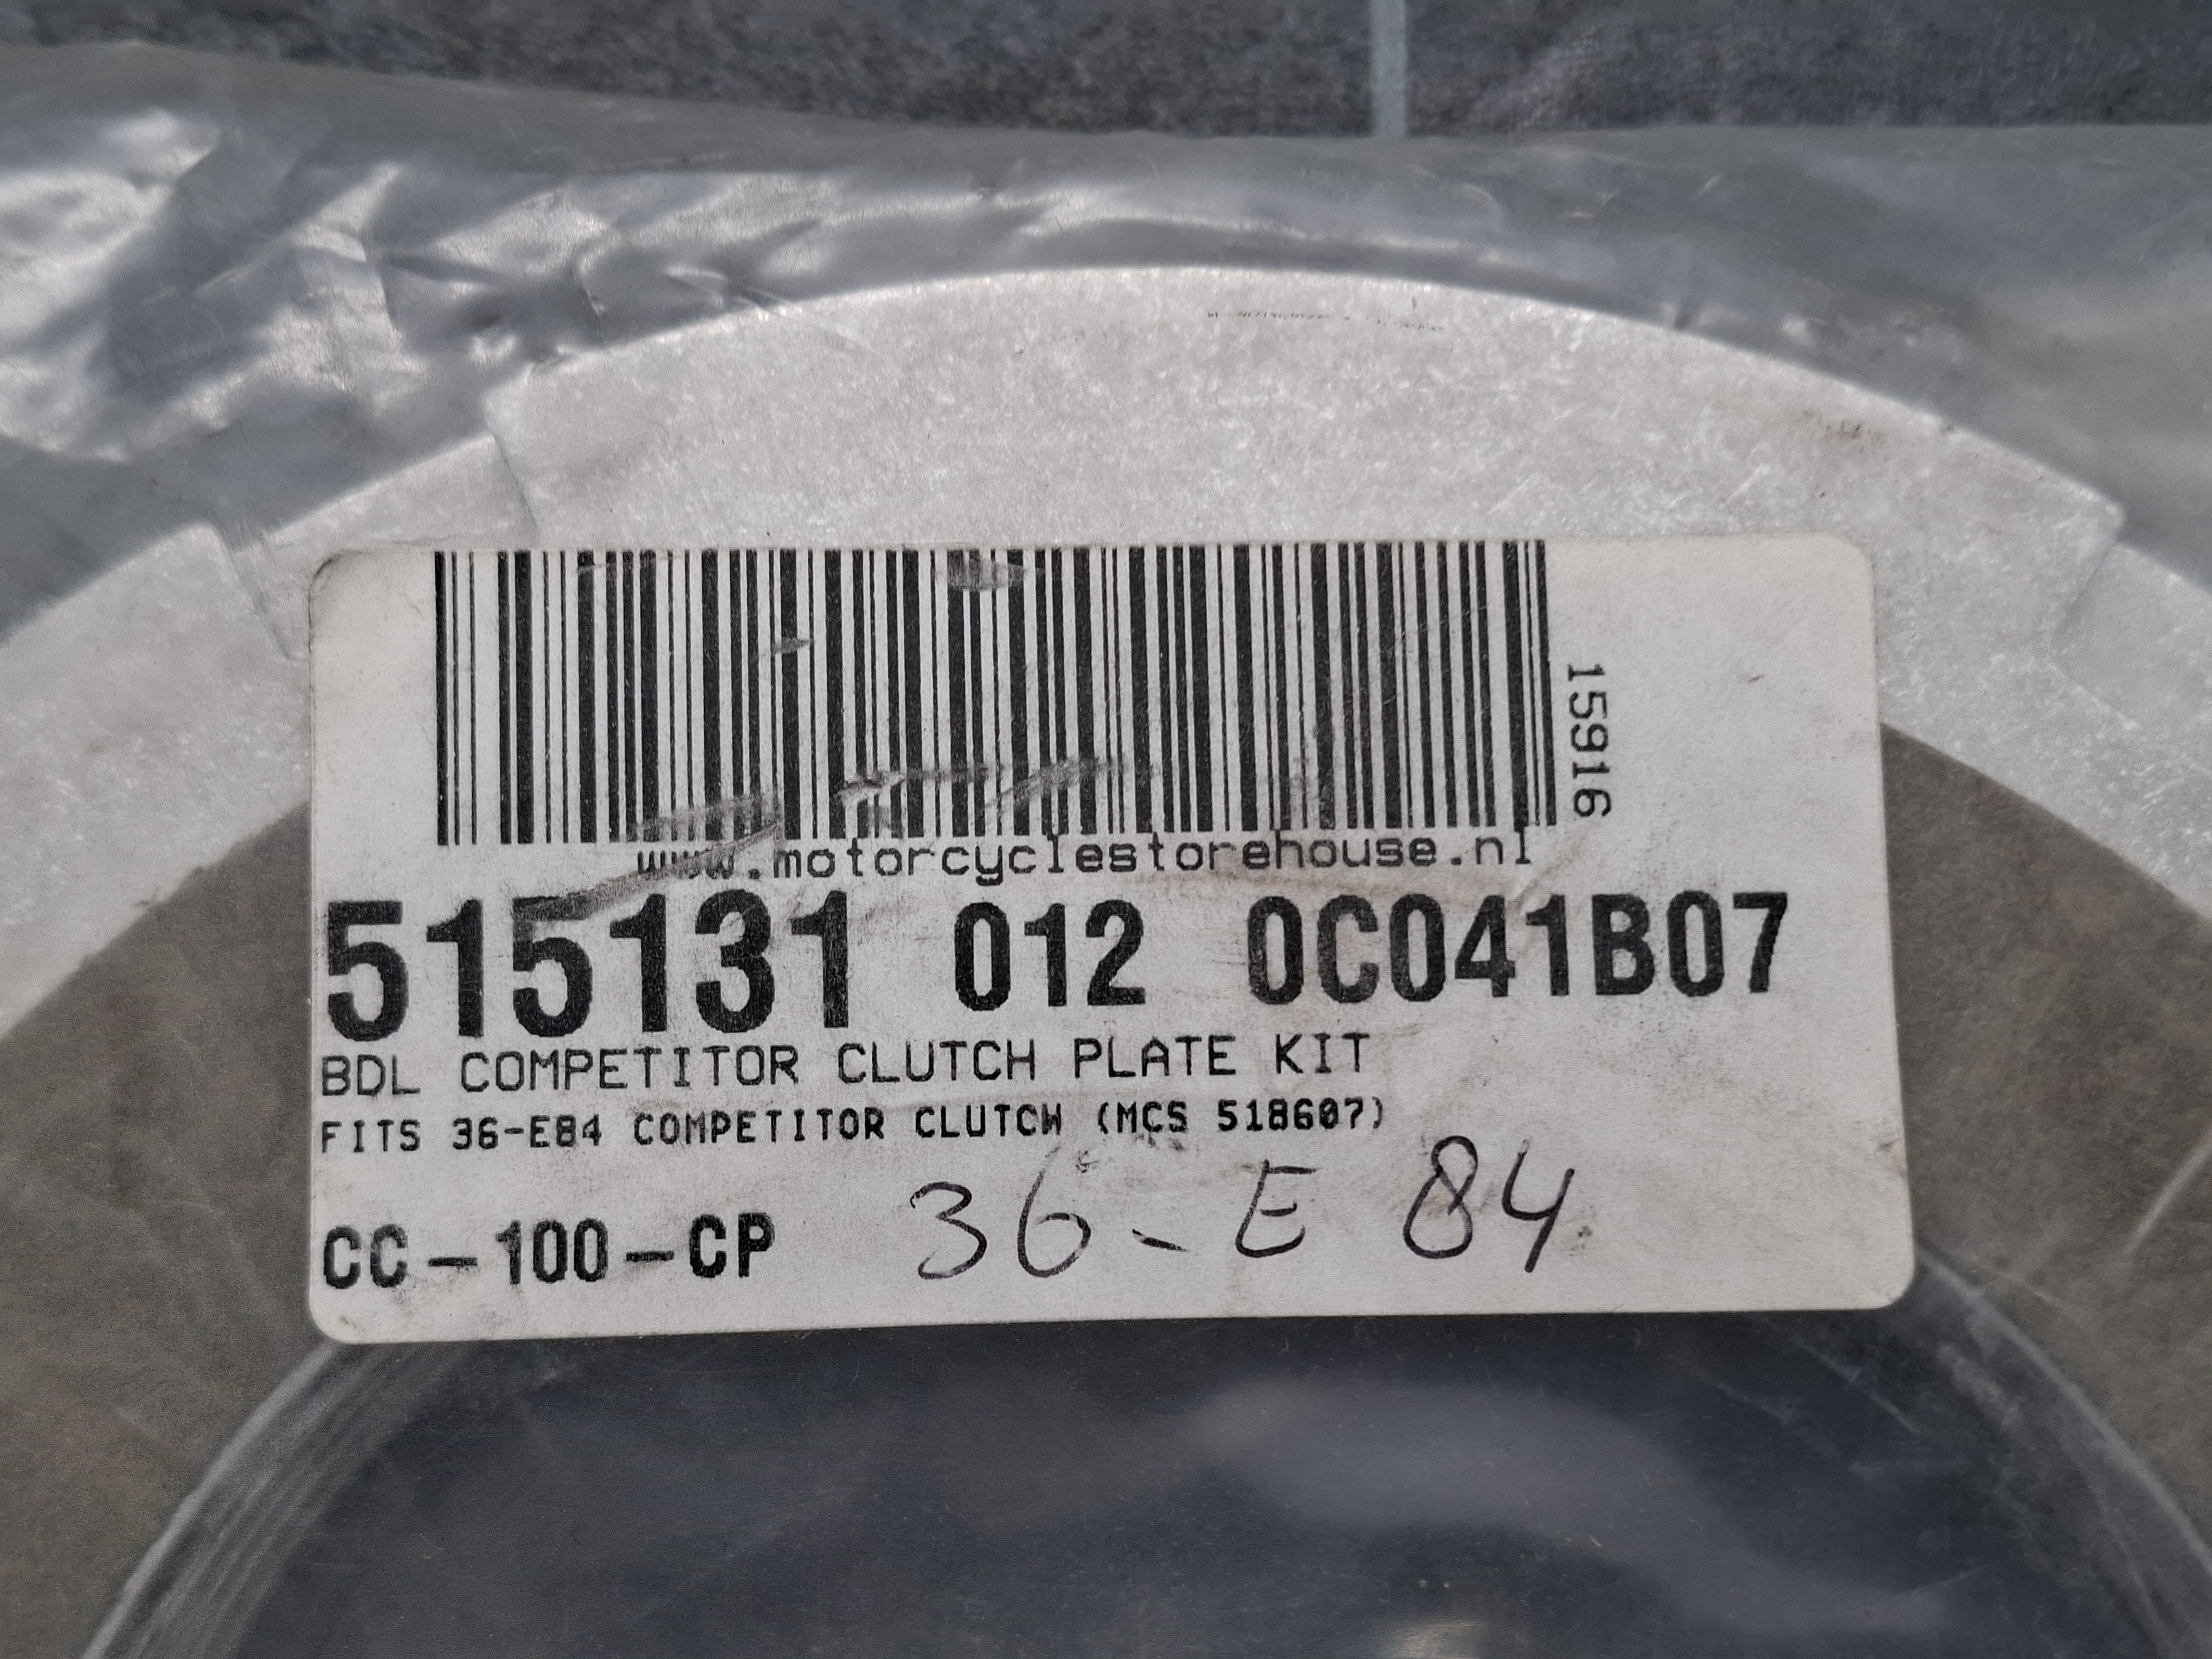 15916
www.motorcyclestorehouse.nl
515131 012 0C041B07
BDL COMPETITOR CLUTCH PLATE KIT
FITS 36-E84 COMPETITOR CLUTCH (MCS 518607)
CC-100-CP 36-E 84